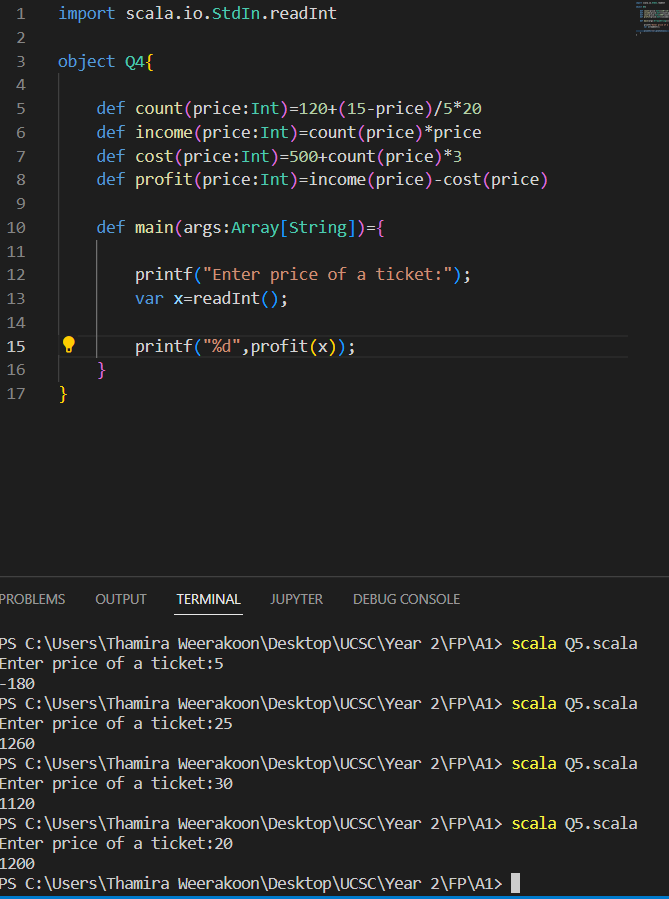 1 import scala.io.StdIn.readInt
2
3 object Q4{
4
5 def count(price:Int)=120+(15-price)/5*20
6 def income(price:Int)=count(price)*price
7 def cost(price:Int)=500+count(price)*3
8 def profit(price:Int)=income(price)-cost(price)
9
10 def main(args:Array[String])={
11
12 printf("Enter price of a ticket:");
13 var x=readInt();
14
15 printf("%d",profit(x));
16 }
17 }
PROBLEMS OUTPUT TERMINAL JUPYTER DEBUG CONSOLE
PS C:\Users\Thamira Weerakoon\Desktop\UCSC\Year 2\FP\A1> scala Q5.scala
Enter price of a ticket:5
-180
PS C:\Users\Thamira Weerakoon\Desktop\UCSC\Year 2\FP\A1> scala Q5.scala
Enter price of a ticket:25
1260
PS C:\Users\Thamira Weerakoon\Desktop\UCSC\Year 2\FP\A1> scala Q5.scala
Enter price of a ticket:30
1120
PS C:\Users\Thamira Weerakoon\Desktop\UCSC\Year 2\FP\A1> scala Q5.scala
Enter price of a ticket:20
1200
PS C:\Users\Thamira Weerakoon\Desktop\UCSC\Year 2\FP\A1>